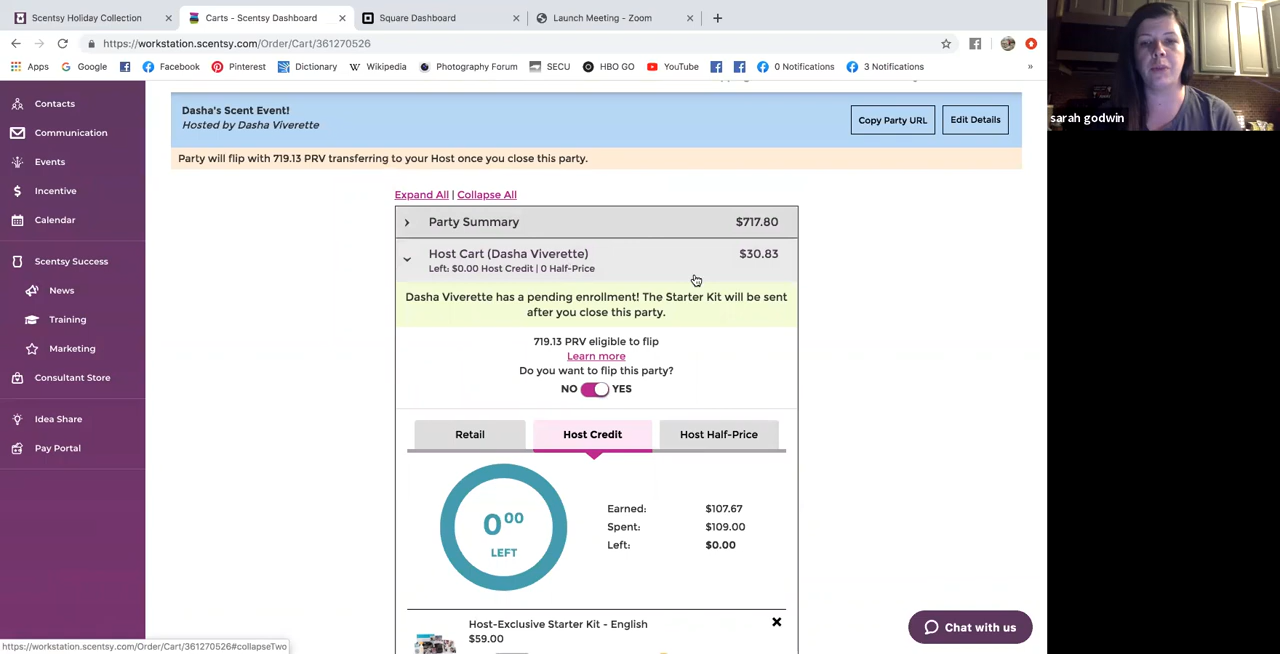 Scentsy Holiday Collection
Carts - Scentsy Dashboard
Square Dashboard
Launch Meeting - Zoom
https://workstation.scentsy.com/Order/Cart/361270526
Apps
Google
Facebook
Pinterest
Dictionary
Wikipedia
Photography Forum
SECU
HBO GO
YouTube
0 Notifications
3 Notifications
sarah godwin
Contacts
Communication
Events
Incentive
Calendar
Scentsy Success
News
Training
Marketing
Consultant Store
Idea Share
Pay Portal
Dasha's Scent Event!
Hosted by Dasha Viverette
Copy Party URL
Edit Details
Party will flip with 719.13 PRV transferring to your Host once you close this party.
Expand All | Collapse All
Party Summary $717.80
Host Cart (Dasha Viverette) $30.83
Left: $0.00 Host Credit | 0 Half-Price
Dasha Viverette has a pending enrollment! The Starter Kit will be sent
after you close this party.
719.13 PRV eligible to flip
Learn more
Do you want to flip this party?
NO YES
Retail
Host Credit
Host Half-Price
0 00
LEFT
Earned: $107.67
Spent: $109.00
Left: $0.00
Host-Exclusive Starter Kit - English
$59.00
Chat with us
https://workstation.scentsy.com/Order/Cart/361270526#collapseTwo